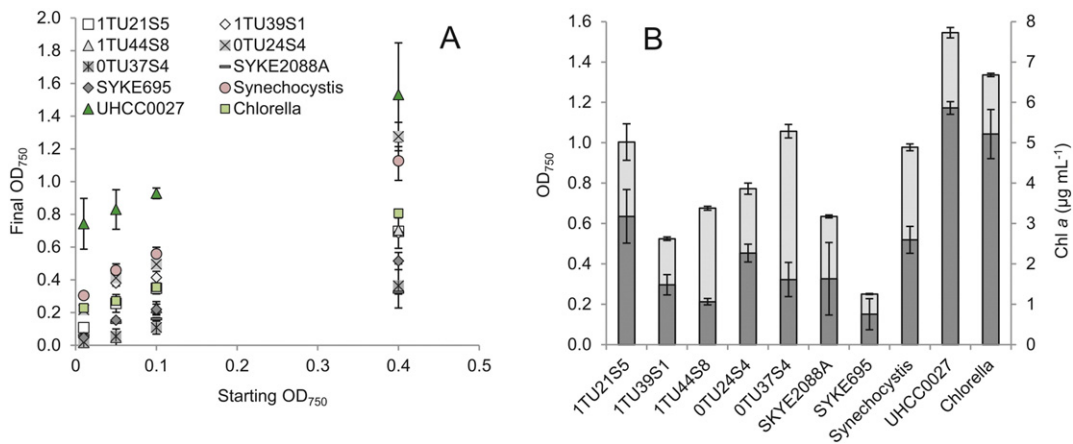 A
1TU21S5 1TU39S1
1TU44S8 0TU24S4
0TU37S4 SYKE2088A
SYKE695 Synechocystis
UHCC0027 Chlorella
Final OD750
2.0
1.8
1.6
1.4
1.2
1.0
0.8
0.6
0.4
0.2
0.0
0 0.1 0.2 0.3 0.4 0.5
Starting OD750
B
OD750
1.6
1.4
1.2
1.0
0.8
0.6
0.4
0.2
0.0
8
7
6
5
4
3
2
1
0
Chl a (µg mL⁻¹)
1TU21S5
1TU39S1
1TU44S8
0TU24S4
0TU37S4
SKYE2088A
SYKE695
Synechocystis
UHCC0027
Chlorella